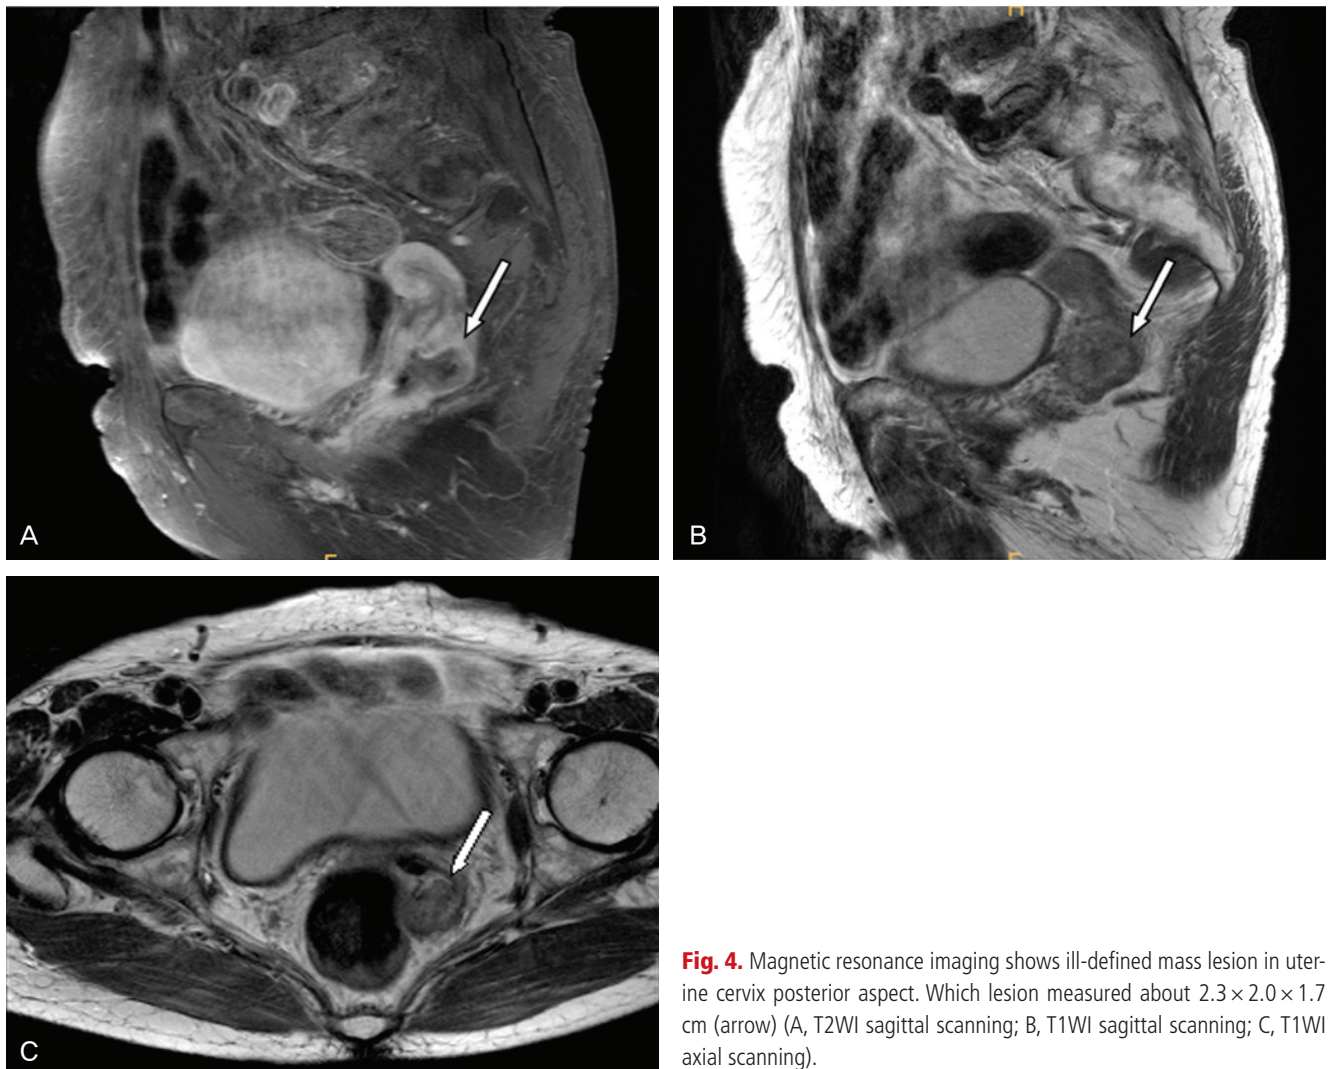 A
H
F
B
F
C
Fig. 4. Magnetic resonance imaging shows ill-defined mass lesion in uter-
ine cervix posterior aspect. Which lesion measured about 2.3 × 2.0 × 1.7
cm (arrow) (A, T2WI sagittal scanning; B, T1WI sagittal scanning; C, T1WI
axial scanning).